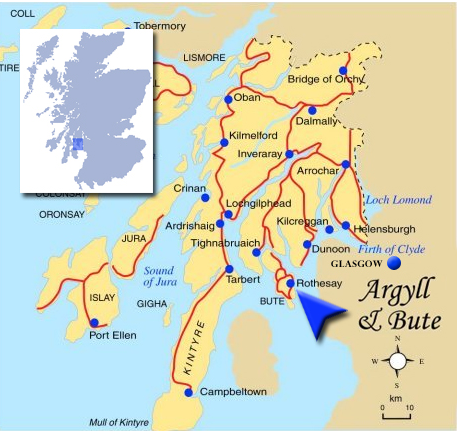 COLL
Tobermory
TIRE
LISMORE
L
Bridge of Orchy
Oban
Dalmally
Kilmelford
Inveraray
Arrochar
Crinan
COLONSAY
Loch Lomond
Lochgilphead
ORONSAY
Kilcreggan
Ardrishaig
Helensburgh
JURA
Tighnabruaich
Dunoon
Firth of Clyde
GLASGOW
Sound
of Jura
Tarbert
Rothesay
ISLAY
GIGHA
BUTE
Argyll
& Bute
Port Ellen
KINTYRE
N
W
E
S
Campbeltown
km
0
10
Mull of Kintyre